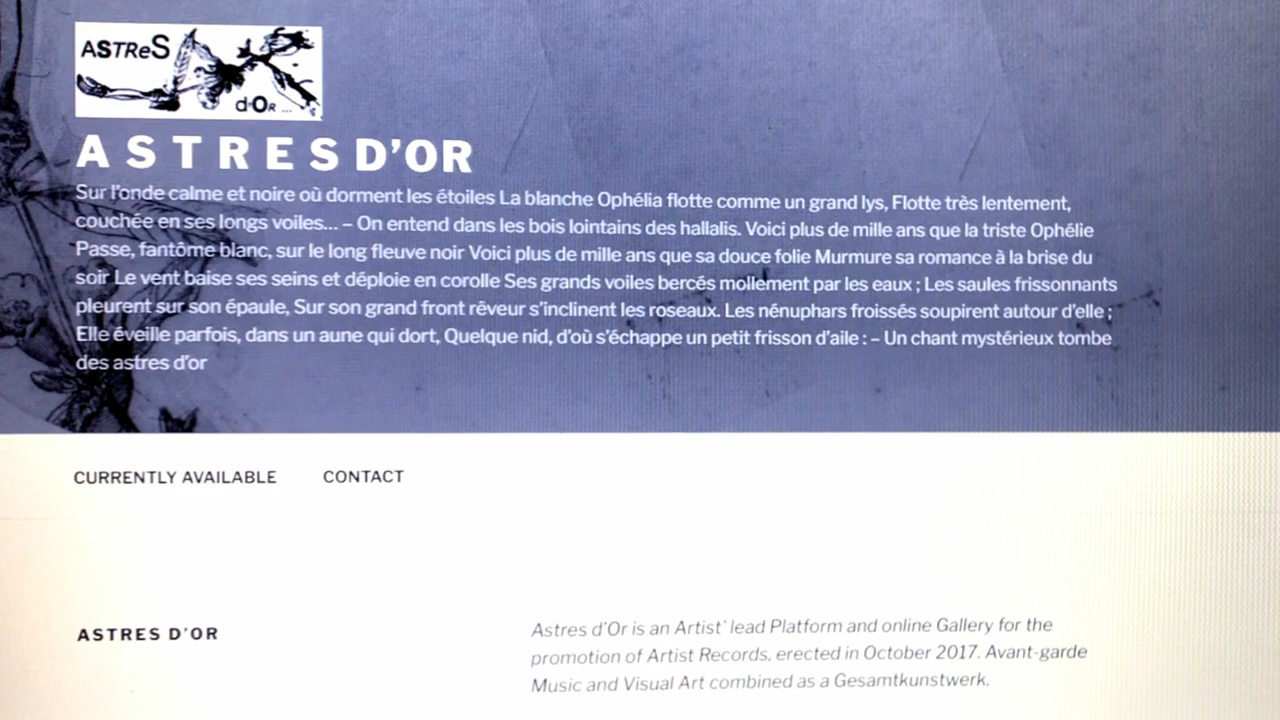 ASTReS
d'OR ...
ASTRES D'OR
Sur l'onde calme et noire où dorment les étoiles La blanche Ophélia flotte comme un grand lys, Flotte très lentement,
couchée en ses longs voiles... – On entend dans les bois lointains des hallalis. Voici plus de mille ans que la triste Ophélie
Passe, fantôme blanc, sur le long fleuve noir Voici plus de mille ans que sa douce folie Murmure sa romance à la brise du
soir Le vent baise ses seins et déploie en corolle Ses grands voiles bercés mollement par les eaux ; Les saules frissonnants
pleurent sur son épaule, Sur son grand front rêveur s'inclinent les roseaux. Les nénuphars froissés soupirent autour d'elle ;
Elle éveille parfois, dans un aune qui dort, Quelque nid, d'où s'échappe un petit frisson d'aile : – Un chant mystérieux tombe
des astres d'or
CURRENTLY AVAILABLE CONTACT
ASTRES D'OR
Astres d'Or is an Artist' lead Platform and online Gallery for the
promotion of Artist Records, erected in October 2017. Avant-garde
Music and Visual Art combined as a Gesamtkunstwerk.